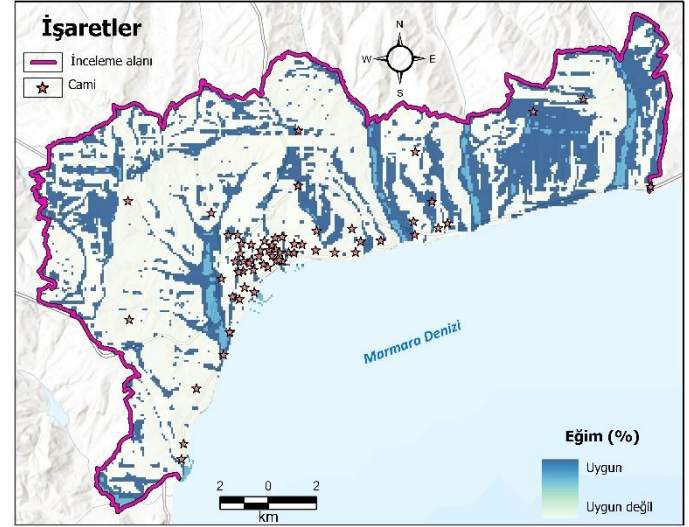 İşaretler
İnceleme alanı
Cami
N
W E
S
Marmara Denizi
Eğim (%)
Uygun
Uygun değil
2 0 2
km